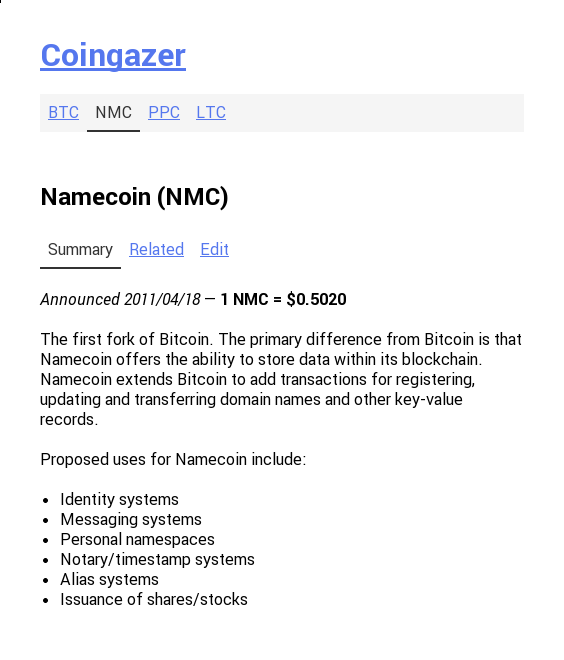 Coingazer
BTC NMC PPC LTC
Namecoin (NMC)
Summary Related Edit
Announced 2011/04/18 — 1 NMC = $0.5020
The first fork of Bitcoin. The primary difference from Bitcoin is that
Namecoin offers the ability to store data within its blockchain.
Namecoin extends Bitcoin to add transactions for registering,
updating and transferring domain names and other key-value
records.
Proposed uses for Namecoin include:
• Identity systems
• Messaging systems
• Personal namespaces
• Notary/timestamp systems
• Alias systems
• Issuance of shares/stocks